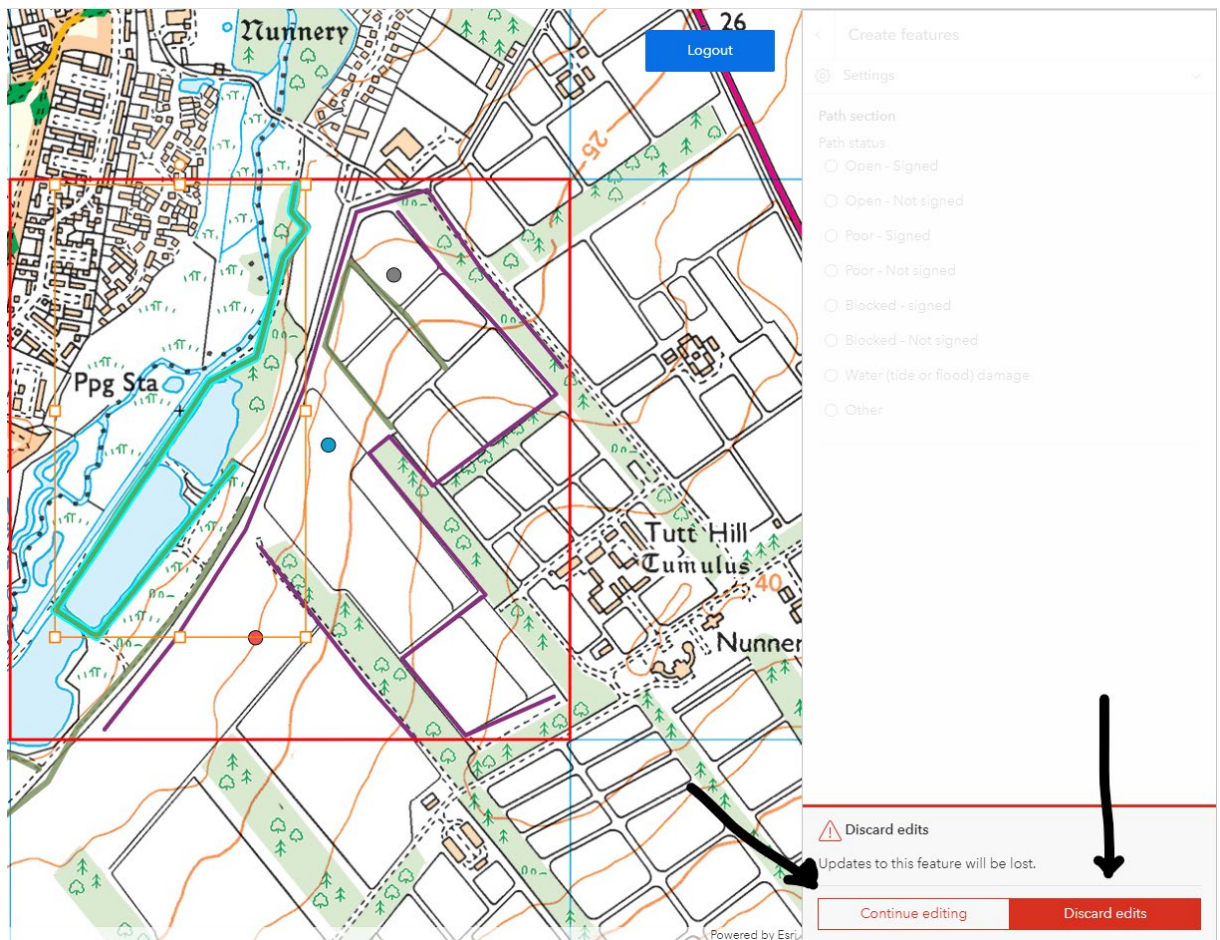 Nunnery
26
Logout
25
Ppg Sta
Tutt Hill
Tumulus
40
Nunner
Powered by Esri
Create features
Settings
Path section
Path status
Open - Signed
Open - Not signed
Poor - Signed
Poor - Not signed
Blocked - signed
Blocked - Not signed
Water (tide or flood) damage
Other
Discard edits
Updates to this feature will be lost.
Continue editing
Discard edits